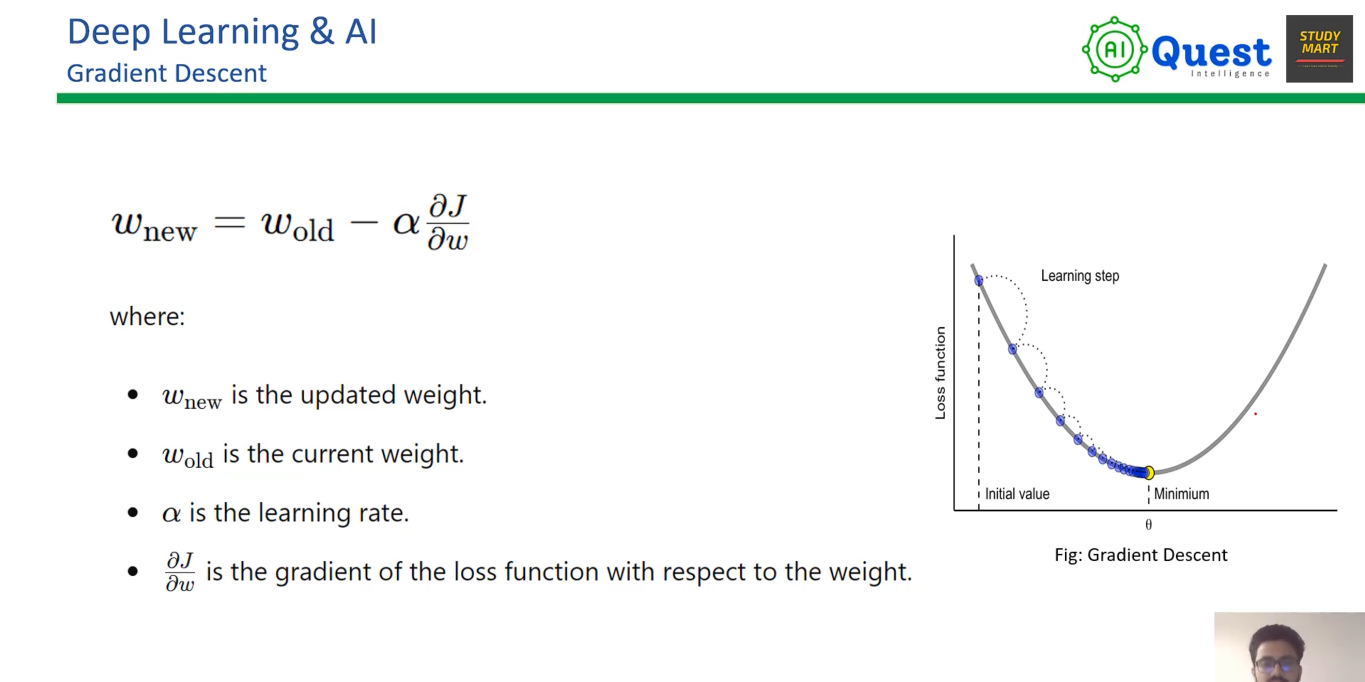 Deep Learning & AI
Gradient Descent
AI Quest
Intelligence
STUDY
MART
w_new = w_old − α ∂J/∂w
where:
• w_new is the updated weight.
• w_old is the current weight.
• α is the learning rate.
• ∂J/∂w is the gradient of the loss function with respect to the weight.
Loss function
Learning step
Initial value
Minimium
θ
Fig: Gradient Descent